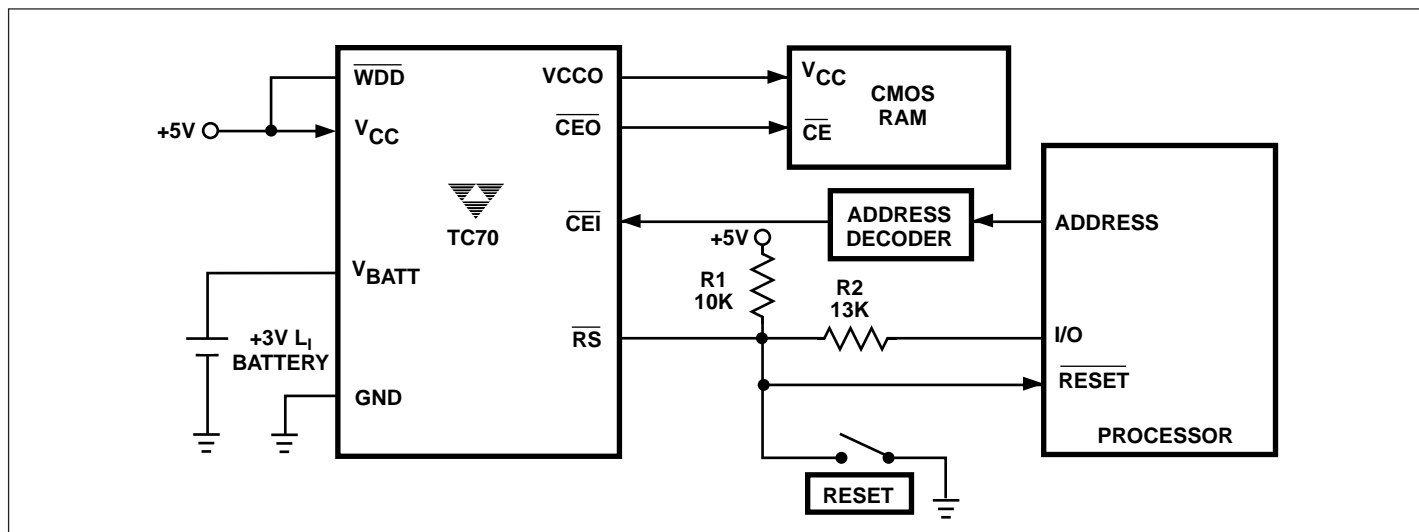 WDD
VCC
+5V
VBATT
+3V LI
BATTERY
GND
TC70
VCCO
CEO
CEI
RS
VCC
CE
CMOS
RAM
ADDRESS
DECODER
+5V
R1
10K
R2
13K
RESET
ADDRESS
I/O
RESET
PROCESSOR